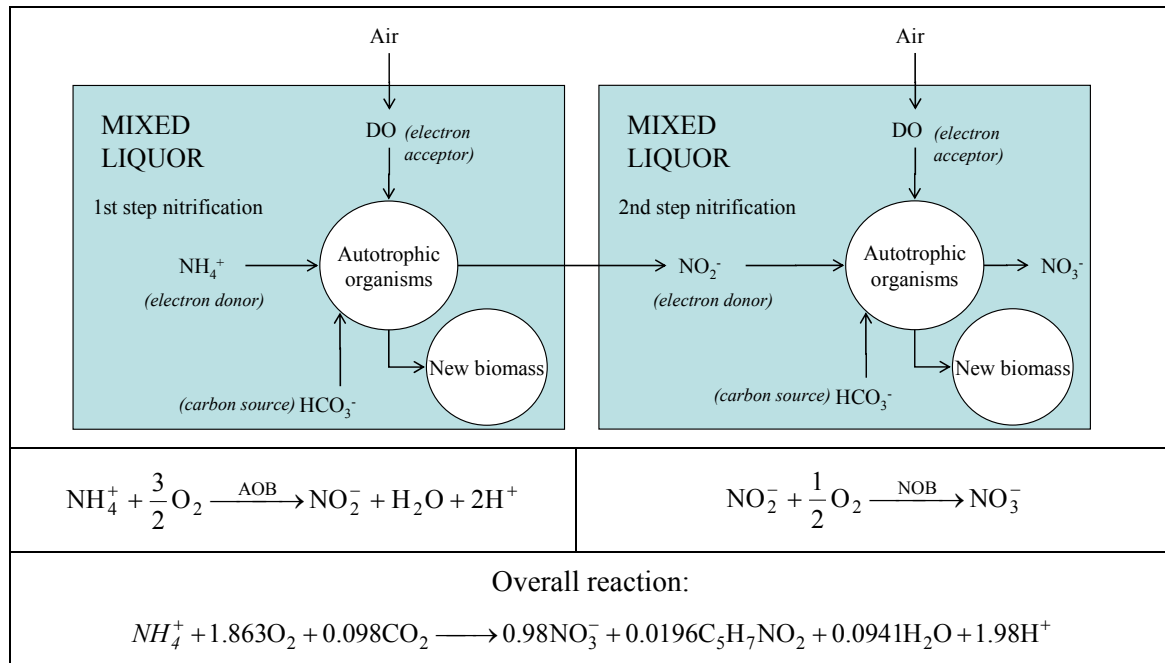 Air
MIXED
LIQUOR
DO (electron
acceptor)
1st step nitrification
NH₄⁺
(electron donor)
Autotrophic
organisms
New biomass
(carbon source) HCO₃⁻
Air
MIXED
LIQUOR
DO (electron
acceptor)
2nd step nitrification
NO₂⁻
(electron donor)
Autotrophic
organisms
NO₃⁻
New biomass
(carbon source) HCO₃⁻
NH₄⁺ + 3/2 O₂ —AOB→ NO₂⁻ + H₂O + 2H⁺
NO₂⁻ + 1/2 O₂ —NOB→ NO₃⁻
Overall reaction:
NH₄⁺ + 1.863O₂ + 0.098CO₂ ⟶ 0.98NO₃⁻ + 0.0196C₅H₇NO₂ + 0.0941H₂O + 1.98H⁺